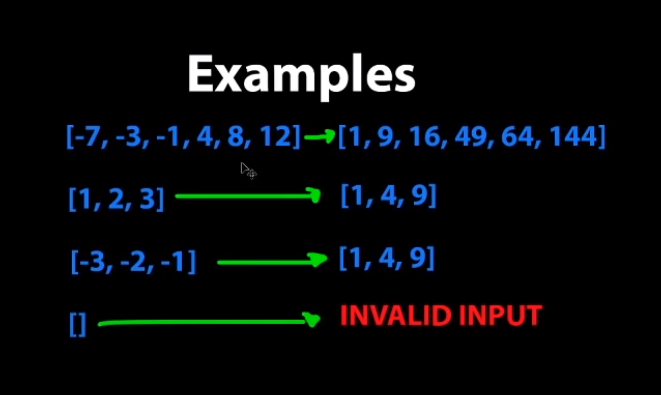 Examples
[-7, -3, -1, 4, 8, 12] [1, 9, 16, 49, 64, 144]
[1, 2, 3] [1, 4, 9]
[-3, -2, -1] [1, 4, 9]
[] INVALID INPUT